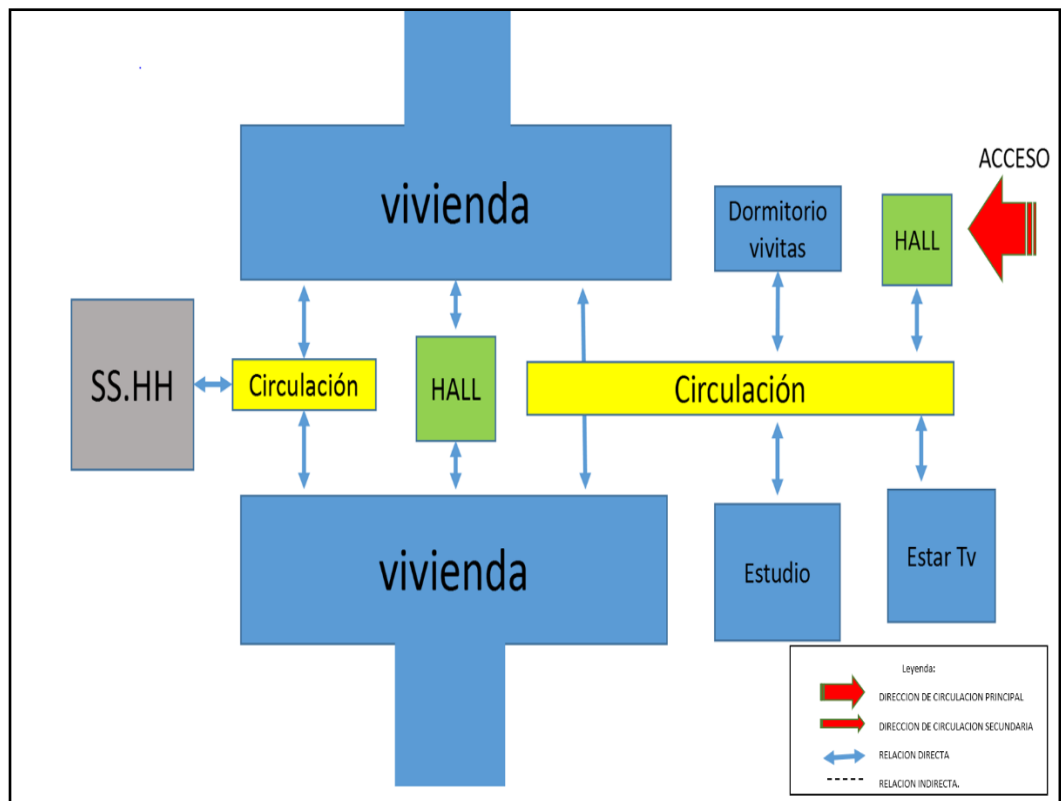 vivienda
ACCESO
Dormitorio
vivitas
HALL
SS.HH
Circulación
HALL
Circulación
vivienda
Estudio
Estar Tv
Leyenda:
DIRECCION DE CIRCULACION PRINCIPAL
DIRECCION DE CIRCULACION SECUNDARIA
RELACION DIRECTA
RELACION INDIRECTA.